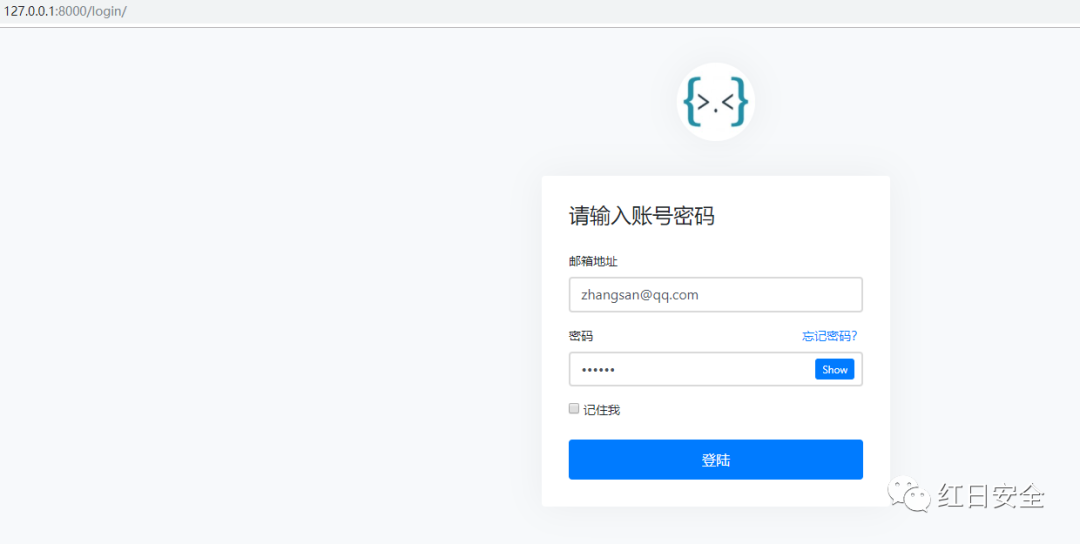 127.0.0.1:8000/login/
{>.<}
请输入账号密码
邮箱地址
zhangsan@qq.com
密码
忘记密码?
••••••
Show
记住我
登陆
红日安全